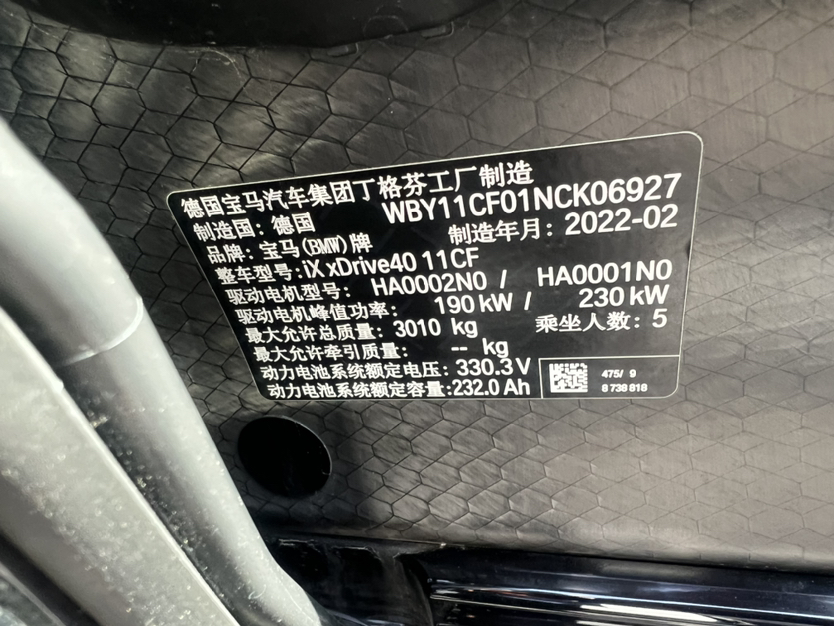 德国宝马汽车集团丁格芬工厂制造
制造国：德国 WBY11CF01NCK06927
品牌：宝马(BMW)牌 制造年月：2022-02
整车型号:iX xDrive40 11CF
驱动电机型号： HA0002N0 / HA0001N0
驱动电机峰值功率： 190 kW / 230 kW
最大允许总质量： 3010 kg 乘坐人数：5
最大允许牵引质量： -- kg
动力电池系统额定电压：330.3 V
动力电池系统额定容量:232.0 Ah
475/ 9
8 738 818